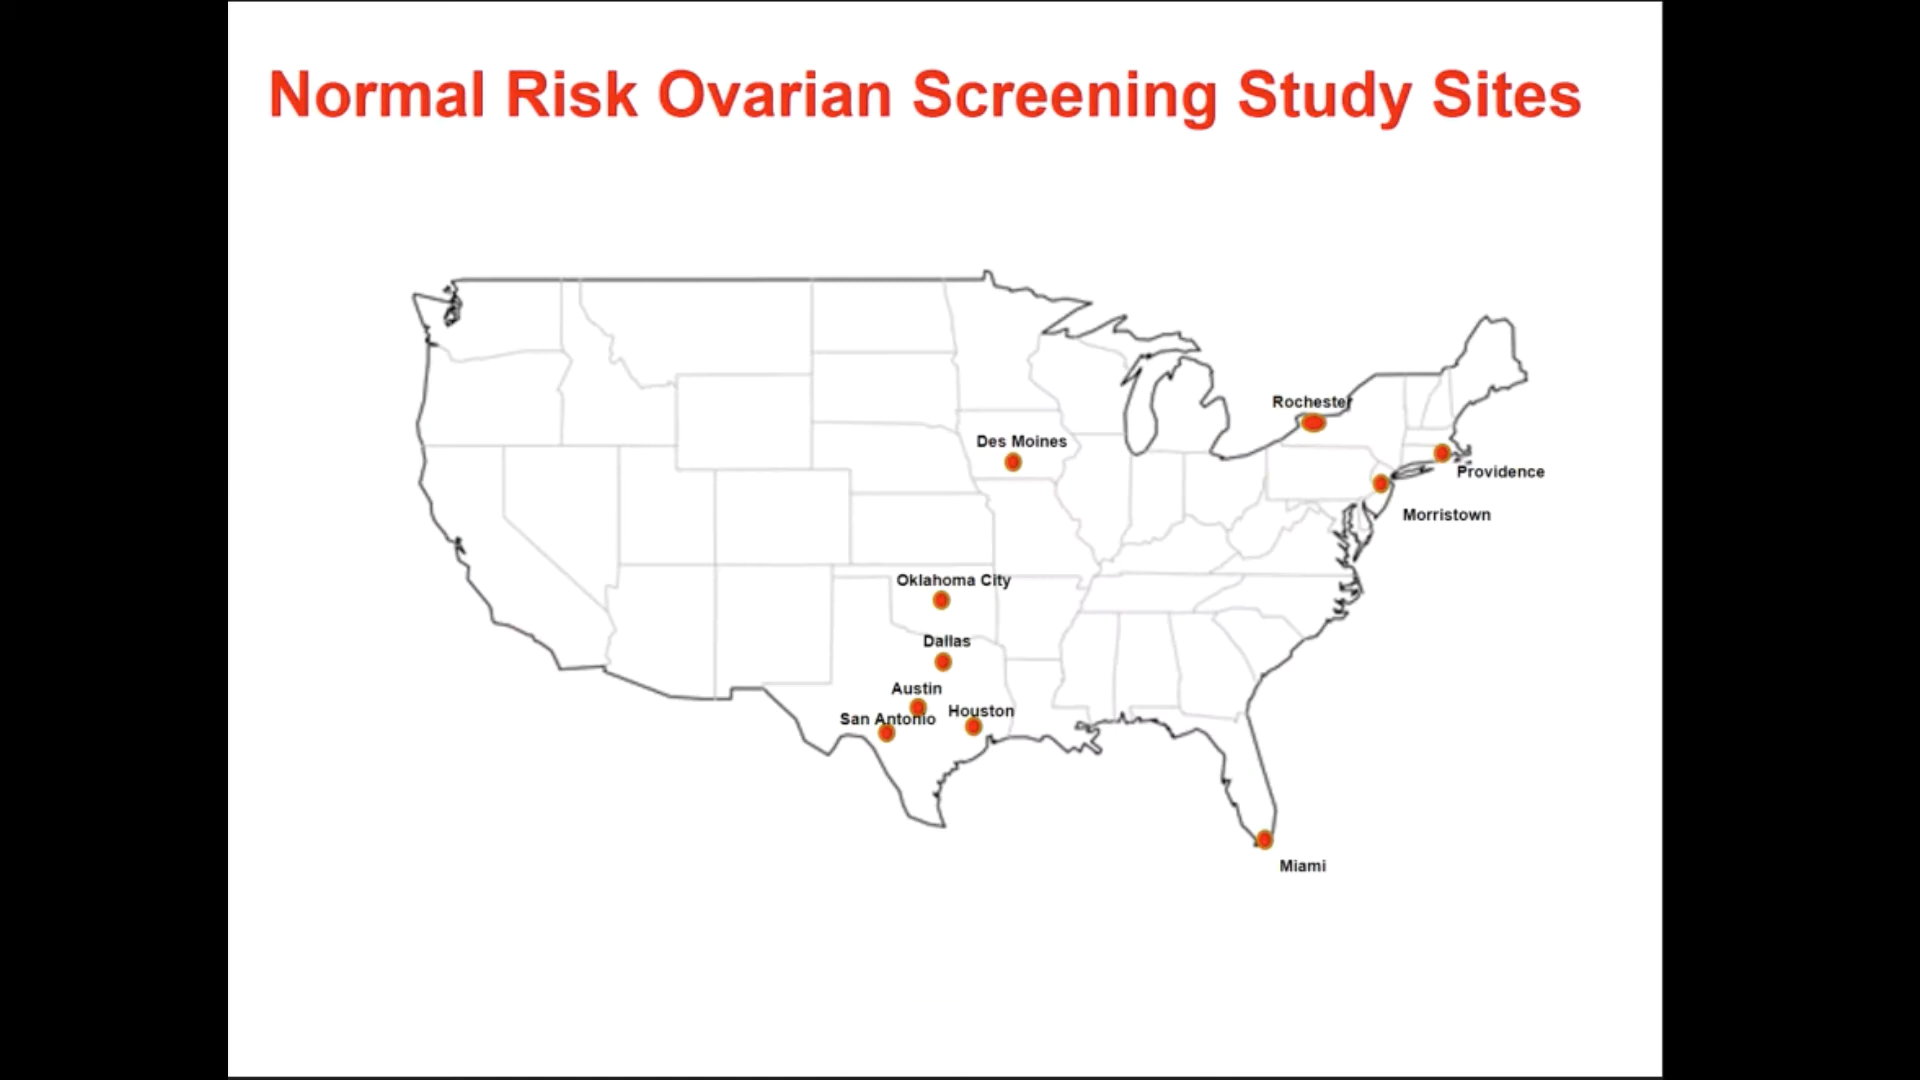 Normal Risk Ovarian Screening Study Sites
Rochester
Des Moines
Providence
Morristown
Oklahoma City
Dallas
Austin
San Antonio
Houston
Miami